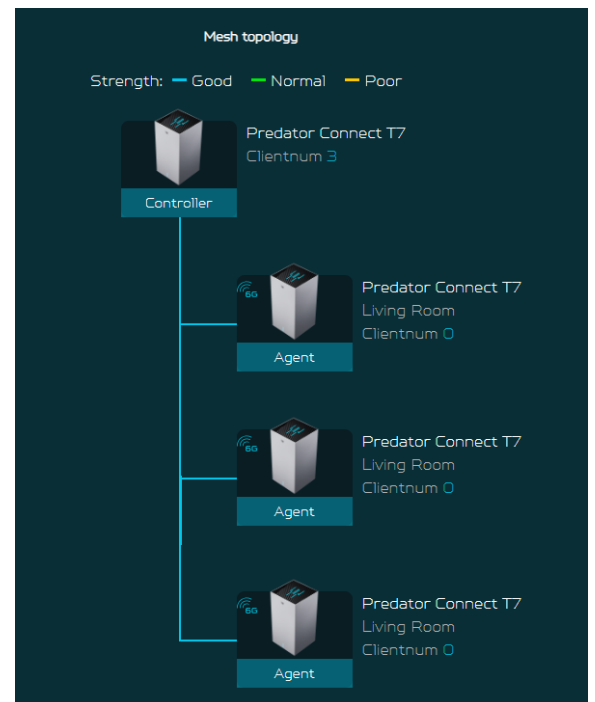 Mesh topology
Strength: Good Normal Poor
Predator Connect T7
Clientnum 3
Controller
6G
Predator Connect T7
Living Room
Clientnum 0
Agent
6G
Predator Connect T7
Living Room
Clientnum 0
Agent
6G
Predator Connect T7
Living Room
Clientnum 0
Agent